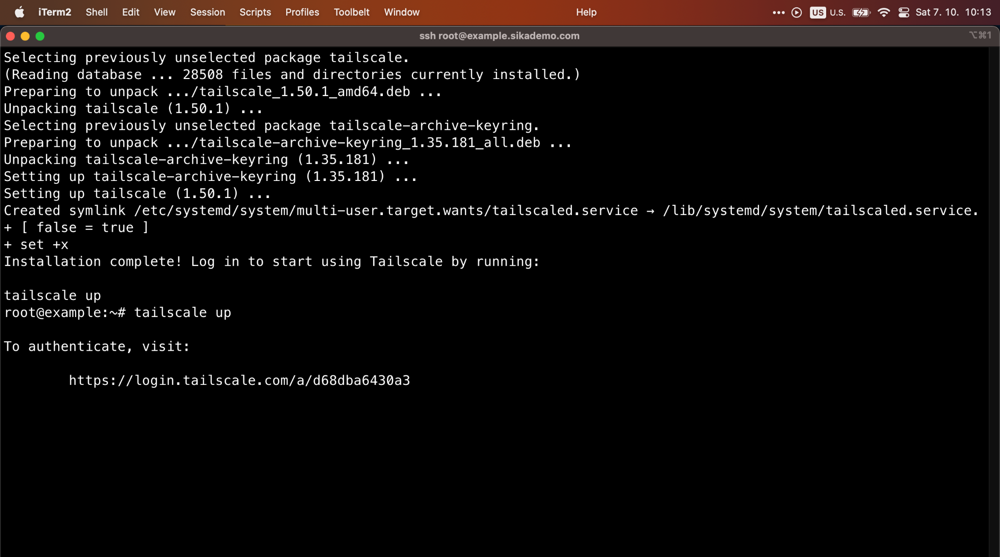 iTerm2 Shell Edit View Session Scripts Profiles Toolbelt Window Help ••• US U.S. Sat 7. 10. 10:13
ssh root@example.sikademo.com ⌥⌘1
Selecting previously unselected package tailscale.
(Reading database ... 28508 files and directories currently installed.)
Preparing to unpack .../tailscale_1.50.1_amd64.deb ...
Unpacking tailscale (1.50.1) ...
Selecting previously unselected package tailscale-archive-keyring.
Preparing to unpack .../tailscale-archive-keyring_1.35.181_all.deb ...
Unpacking tailscale-archive-keyring (1.35.181) ...
Setting up tailscale-archive-keyring (1.35.181) ...
Setting up tailscale (1.50.1) ...
Created symlink /etc/systemd/system/multi-user.target.wants/tailscaled.service → /lib/systemd/system/tailscaled.service.
+ [ false = true ]
+ set +x
Installation complete! Log in to start using Tailscale by running:
tailscale up
root@example:~# tailscale up
To authenticate, visit:
https://login.tailscale.com/a/d68dba6430a3